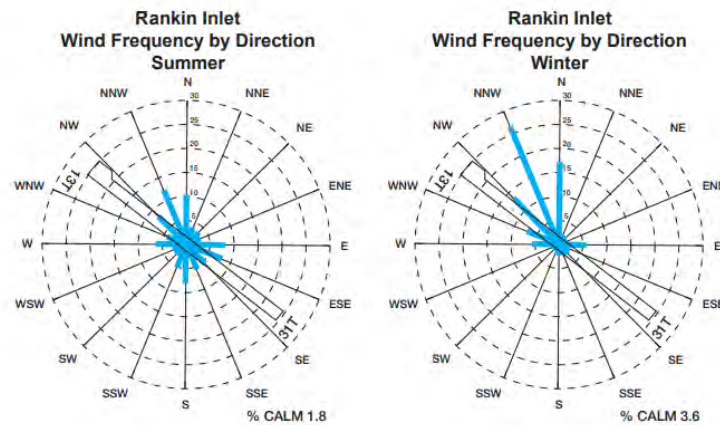 Rankin Inlet
Wind Frequency by Direction
Summer
N
30
25
20
15
10
5
NNE
NE
ENE
E
ESE
SE
SSE
S
SSW
SW
WSW
W
WNW
NW
NNW
13T
31T
% CALM 1.8
Rankin Inlet
Wind Frequency by Direction
Winter
N
30
25
20
15
10
5
NNE
NE
ENE
E
ESE
SE
SSE
S
SSW
SW
WSW
W
WNW
NW
NNW
13T
31T
% CALM 3.6